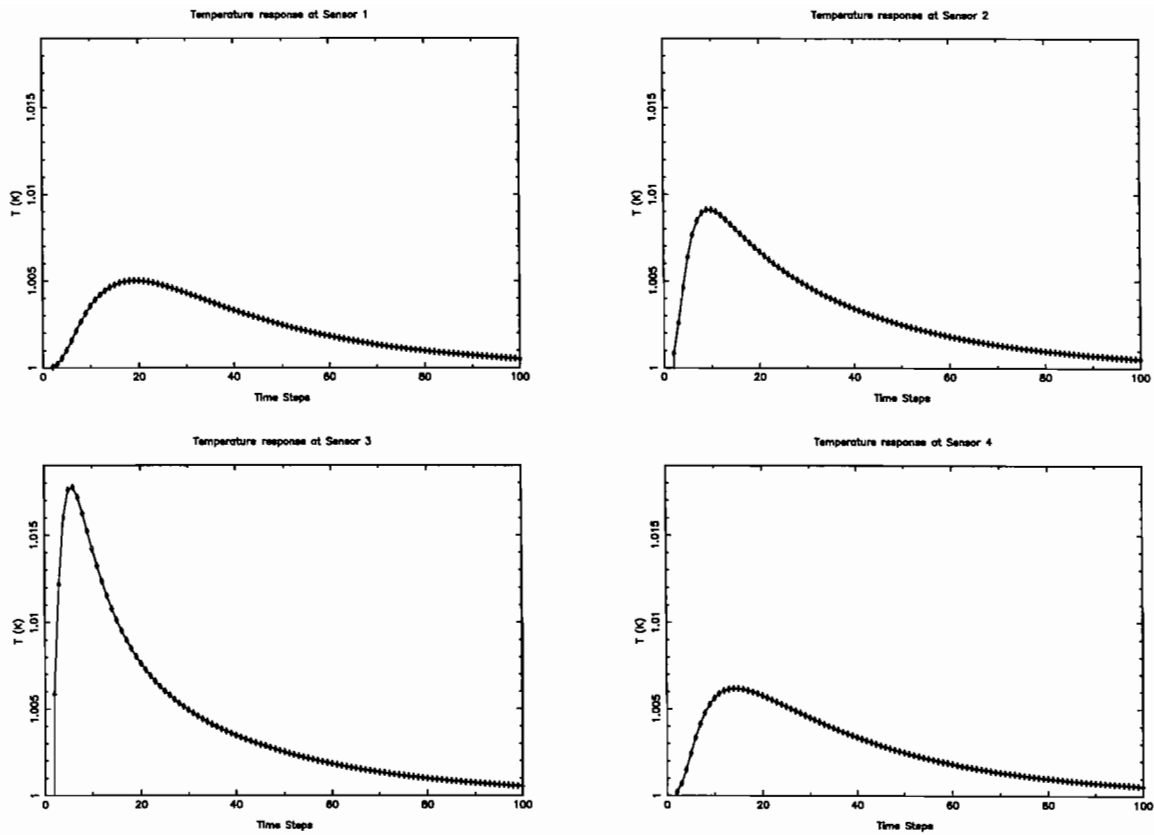 Temperature response at Sensor 1
T (K)
1.015
1.01
1.005
1
0 20 40 60 80 100
Time Steps
Temperature response at Sensor 2
T (K)
1.015
1.01
1.005
1
0 20 40 60 80 100
Time Steps
Temperature response at Sensor 3
T (K)
1.015
1.01
1.005
1
0 20 40 60 80 100
Time Steps
Temperature response at Sensor 4
T (K)
1.015
1.01
1.005
1
0 20 40 60 80 100
Time Steps